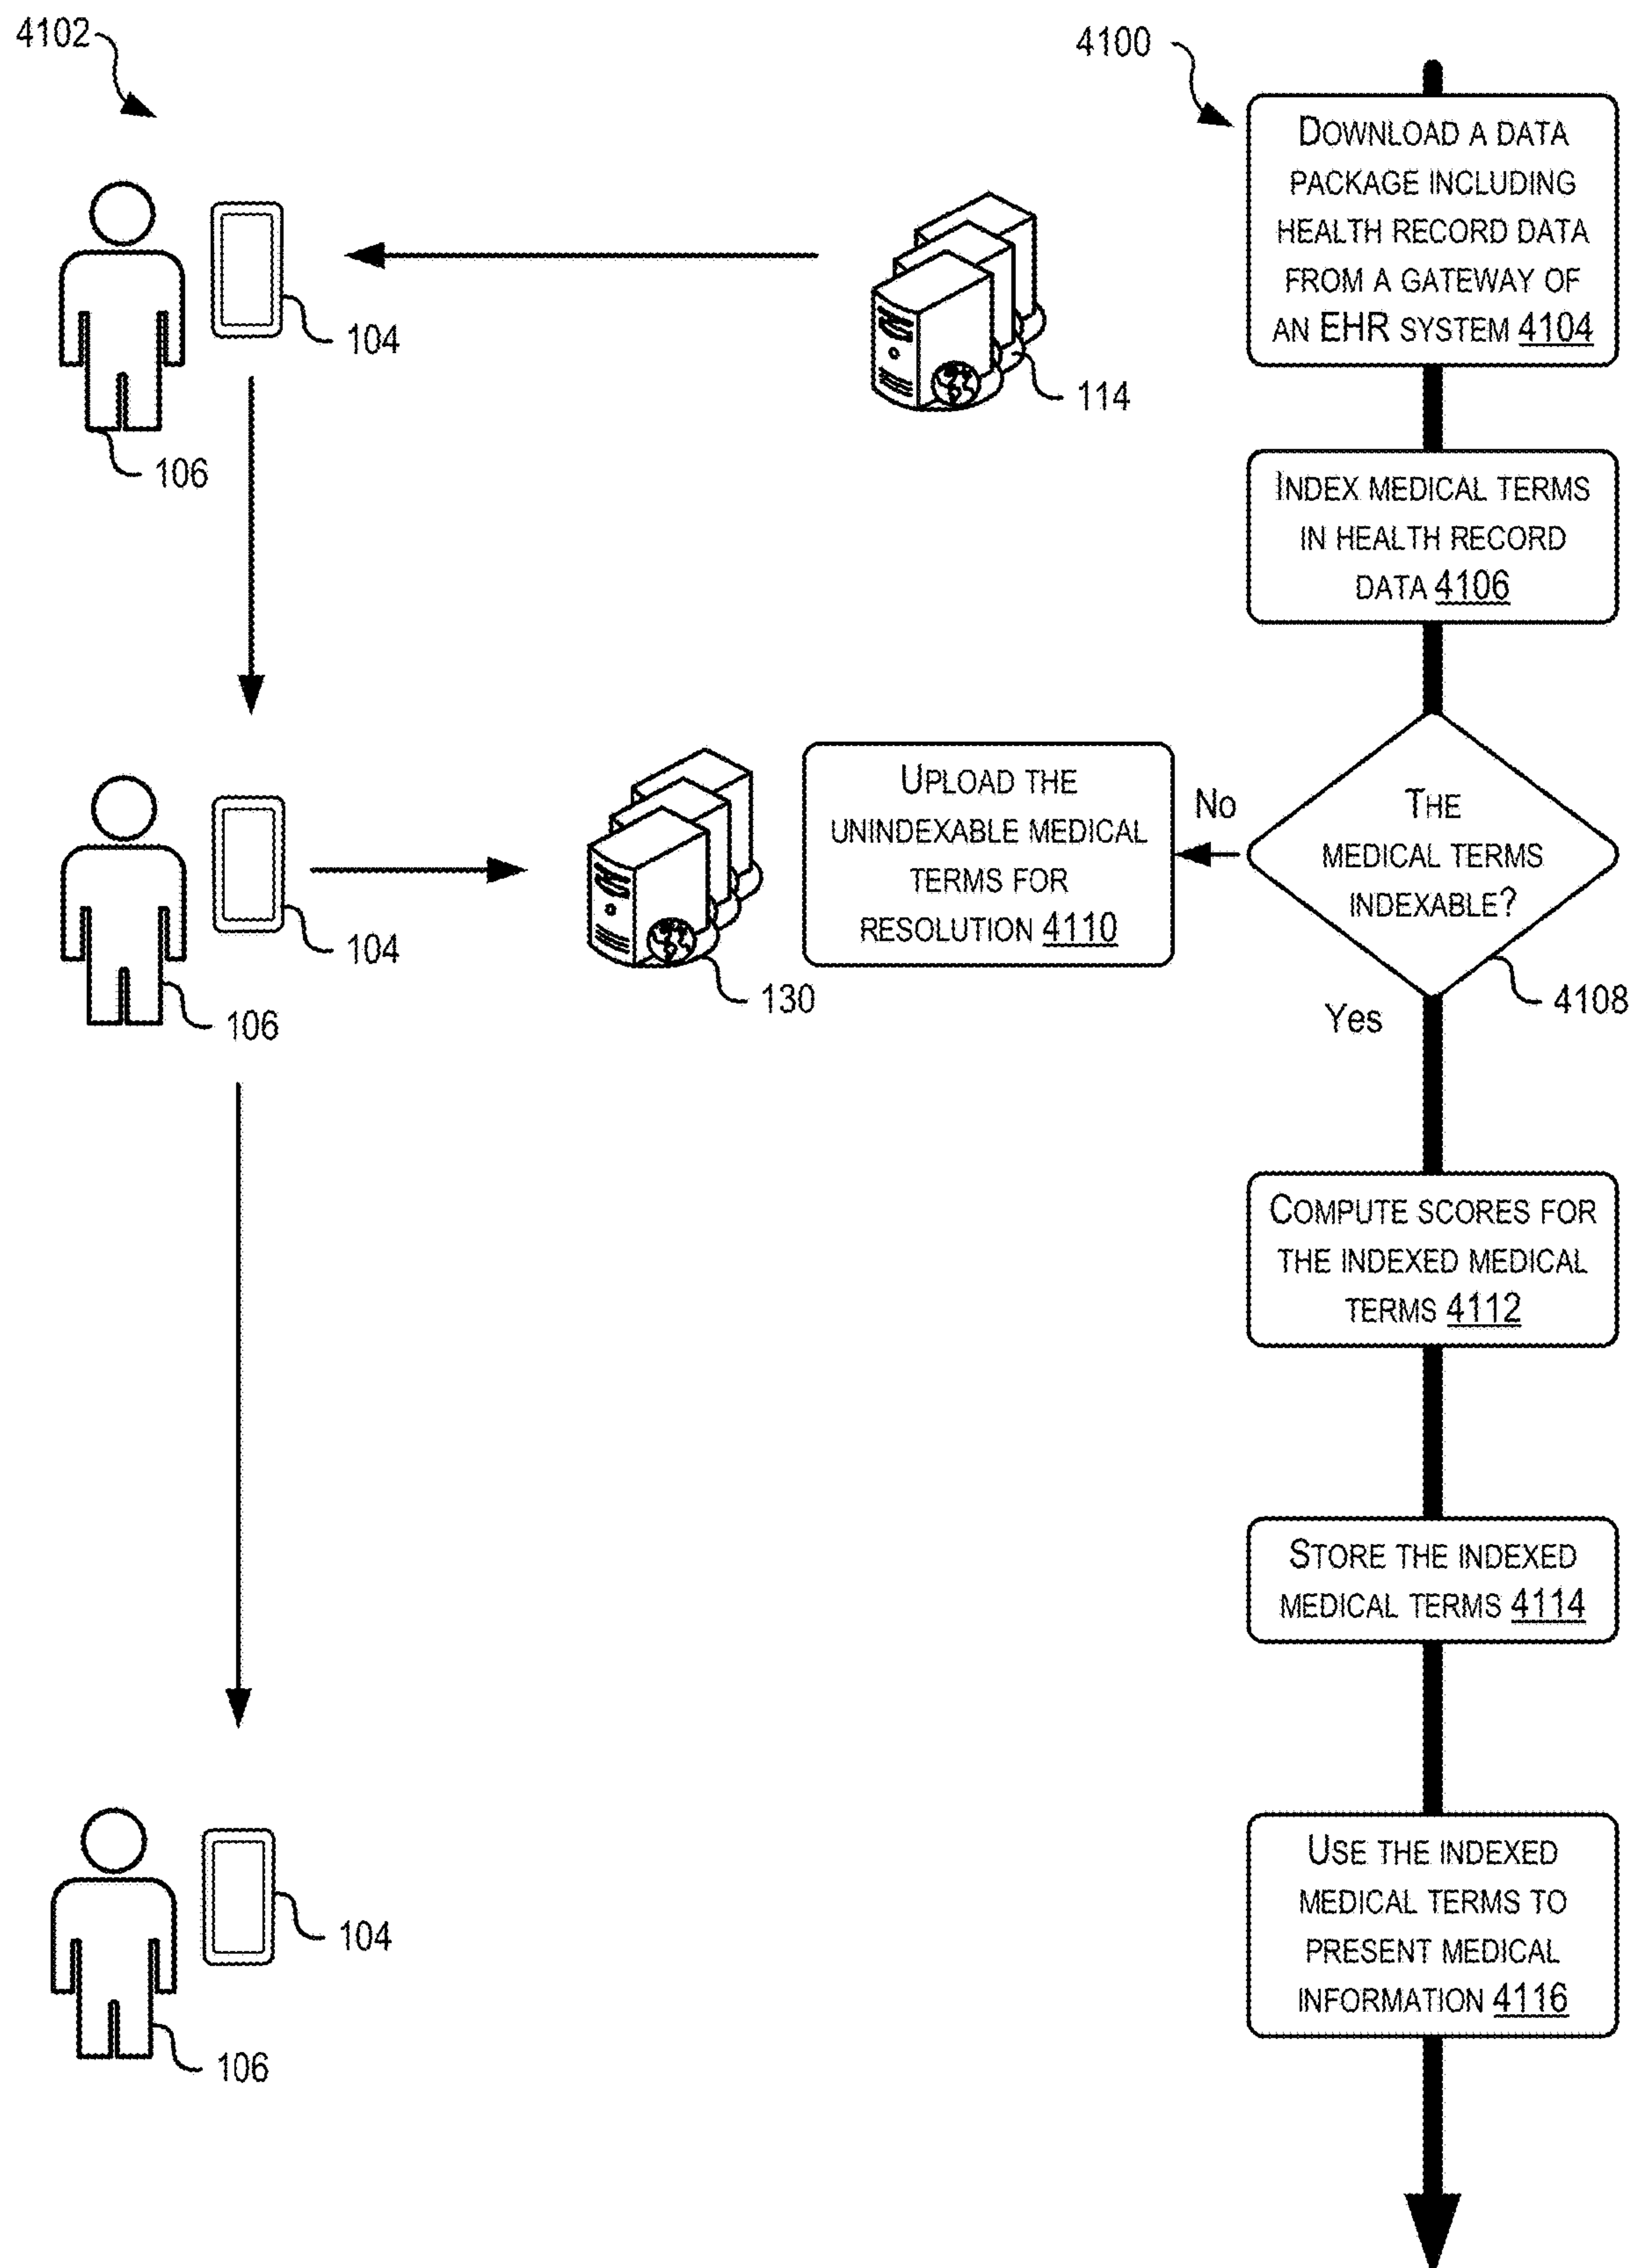 4102
4100
DOWNLOAD A DATA
PACKAGE INCLUDING
HEALTH RECORD DATA
FROM A GATEWAY OF
AN EHR SYSTEM 4104
104
114
106
INDEX MEDICAL TERMS
IN HEALTH RECORD
DATA 4106
UPLOAD THE
UNINDEXABLE MEDICAL
TERMS FOR
RESOLUTION 4110
No
THE
MEDICAL TERMS
INDEXABLE?
104
130
106
4108
Yes
COMPUTE SCORES FOR
THE INDEXED MEDICAL
TERMS 4112
STORE THE INDEXED
MEDICAL TERMS 4114
USE THE INDEXED
MEDICAL TERMS TO
PRESENT MEDICAL
INFORMATION 4116
104
106